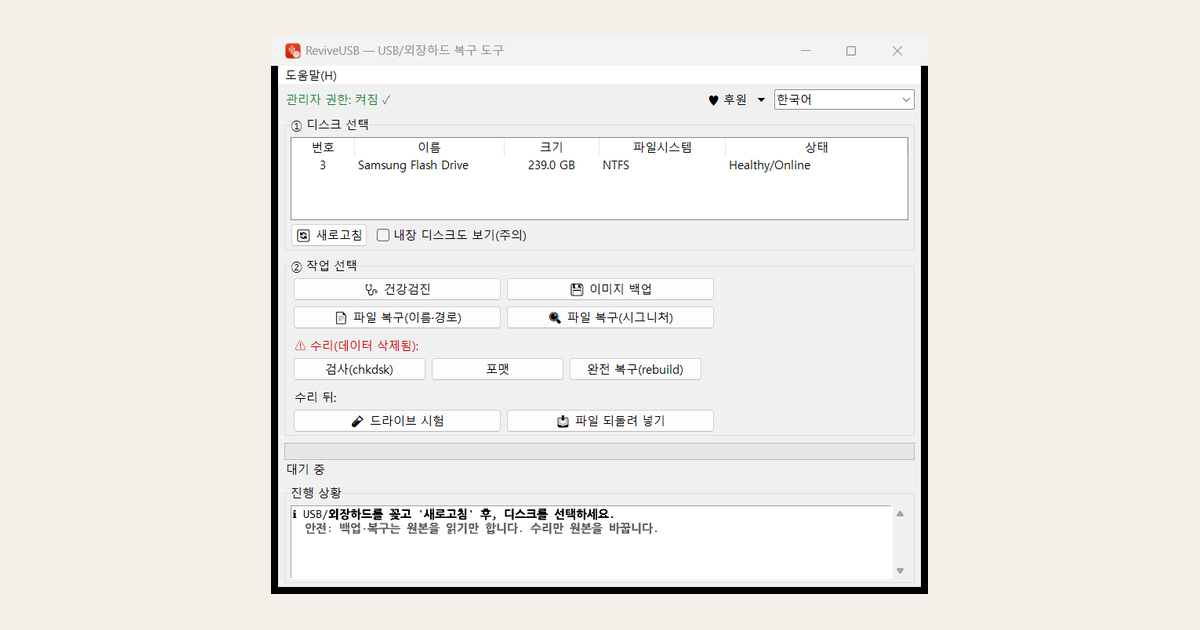 ReviveUSB — USB/외장하드 복구 도구
도움말(H)
관리자 권한: 켜짐 ✓
♥ 후원
한국어
① 디스크 선택
번호 이름 크기 파일시스템 상태
3 Samsung Flash Drive 239.0 GB NTFS Healthy/Online
새로고침 내장 디스크도 보기(주의)
② 작업 선택
건강검진 이미지 백업
파일 복구(이름·경로) 파일 복구(시그니처)
⚠ 수리(데이터 삭제됨):
검사(chkdsk) 포맷 완전 복구(rebuild)
수리 뒤:
드라이브 시험 파일 되돌려 넣기
대기 중
진행 상황
ℹ USB/외장하드를 꽂고 '새로고침' 후, 디스크를 선택하세요.
안전: 백업·복구는 원본을 읽기만 합니다. 수리만 원본을 바꿉니다.